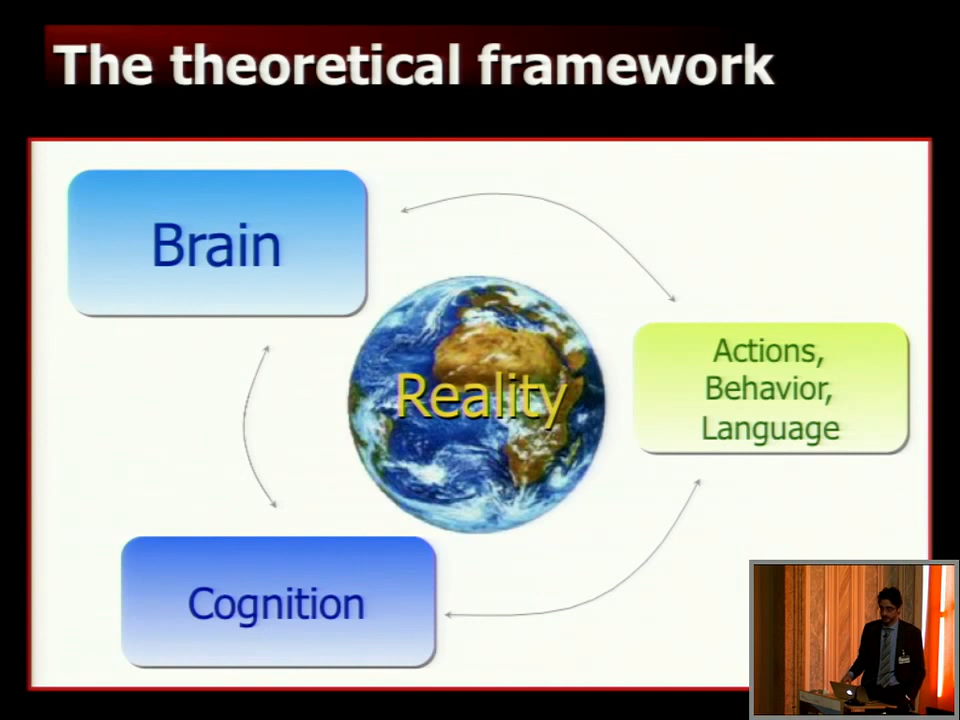 The theoretical framework
Brain
Reality
Actions,
Behavior,
Language
Cognition